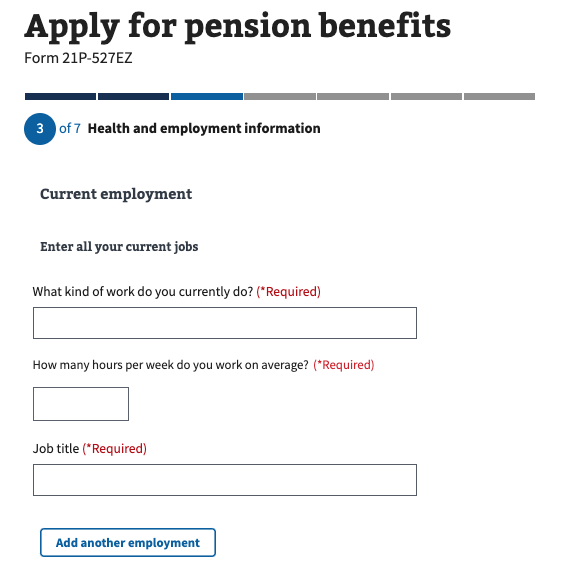 Apply for pension benefits
Form 21P-527EZ
3 of 7 Health and employment information
Current employment
Enter all your current jobs
What kind of work do you currently do? (*Required)
How many hours per week do you work on average? (*Required)
Job title (*Required)
Add another employment